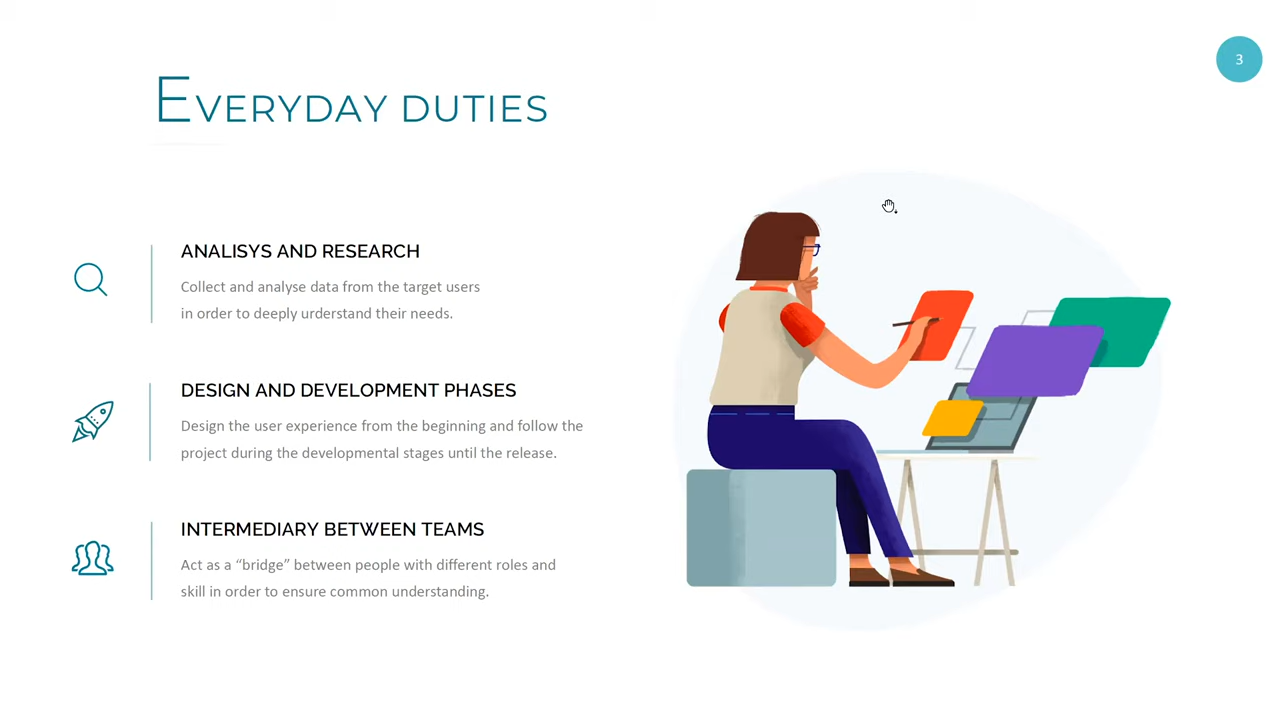 3
EVERYDAY DUTIES
ANALISYS AND RESEARCH
Collect and analyse data from the target users
in order to deeply understand their needs.
DESIGN AND DEVELOPMENT PHASES
Design the user experience from the beginning and follow the
project during the developmental stages until the release.
INTERMEDIARY BETWEEN TEAMS
Act as a “bridge” between people with different roles and
skill in order to ensure common understanding.